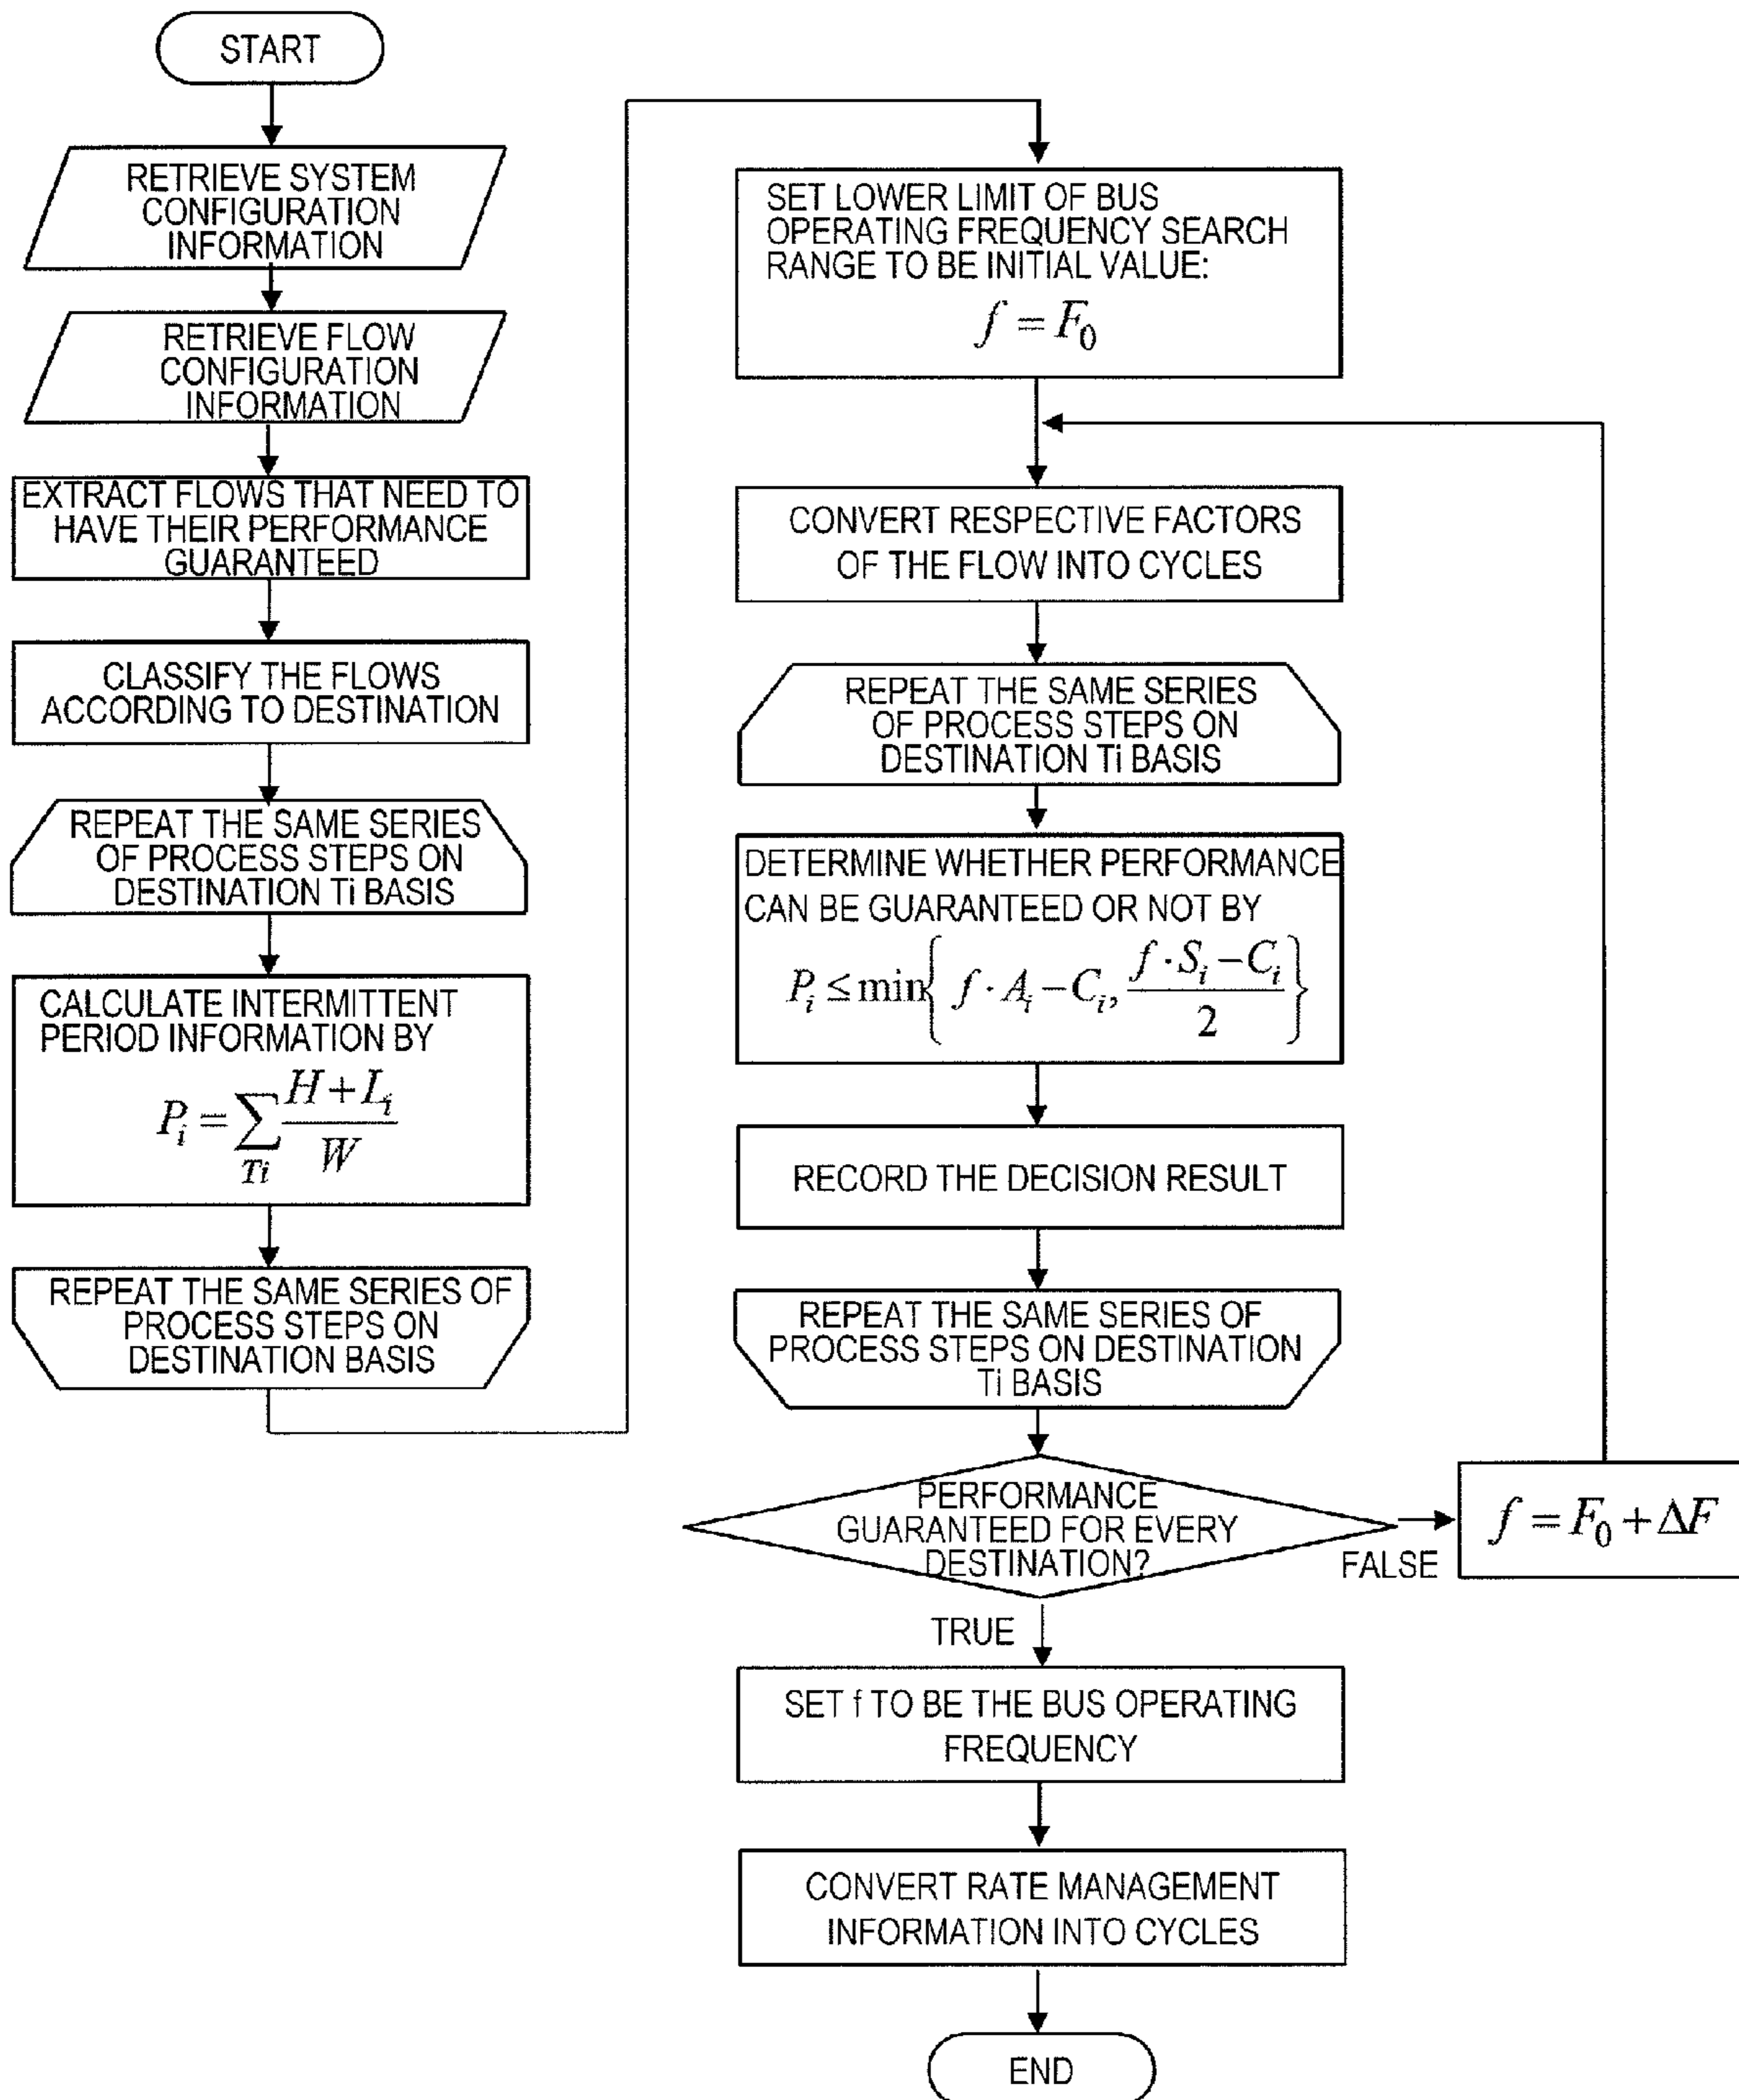 START
RETRIEVE SYSTEM
CONFIGURATION
INFORMATION
RETRIEVE FLOW
CONFIGURATION
INFORMATION
EXTRACT FLOWS THAT NEED TO
HAVE THEIR PERFORMANCE
GUARANTEED
CLASSIFY THE FLOWS
ACCORDING TO DESTINATION
REPEAT THE SAME SERIES
OF PROCESS STEPS ON
DESTINATION Ti BASIS
CALCULATE INTERMITTENT
PERIOD INFORMATION BY
P_i = \sum_{Ti} \frac{H + L_i}{W}
REPEAT THE SAME SERIES OF
PROCESS STEPS ON
DESTINATION BASIS
SET LOWER LIMIT OF BUS
OPERATING FREQUENCY SEARCH
RANGE TO BE INITIAL VALUE:
f = F_0
CONVERT RESPECTIVE FACTORS
OF THE FLOW INTO CYCLES
REPEAT THE SAME SERIES
OF PROCESS STEPS ON
DESTINATION Ti BASIS
DETERMINE WHETHER PERFORMANCE
CAN BE GUARANTEED OR NOT BY
P_i ≤ min{ f · A_i − C_i, \frac{f · S_i − C_i}{2} }
RECORD THE DECISION RESULT
REPEAT THE SAME SERIES OF
PROCESS STEPS ON DESTINATION
Ti BASIS
PERFORMANCE
GUARANTEED FOR EVERY
DESTINATION?
FALSE
f = F_0 + ΔF
TRUE
SET f TO BE THE BUS OPERATING
FREQUENCY
CONVERT RATE MANAGEMENT
INFORMATION INTO CYCLES
END